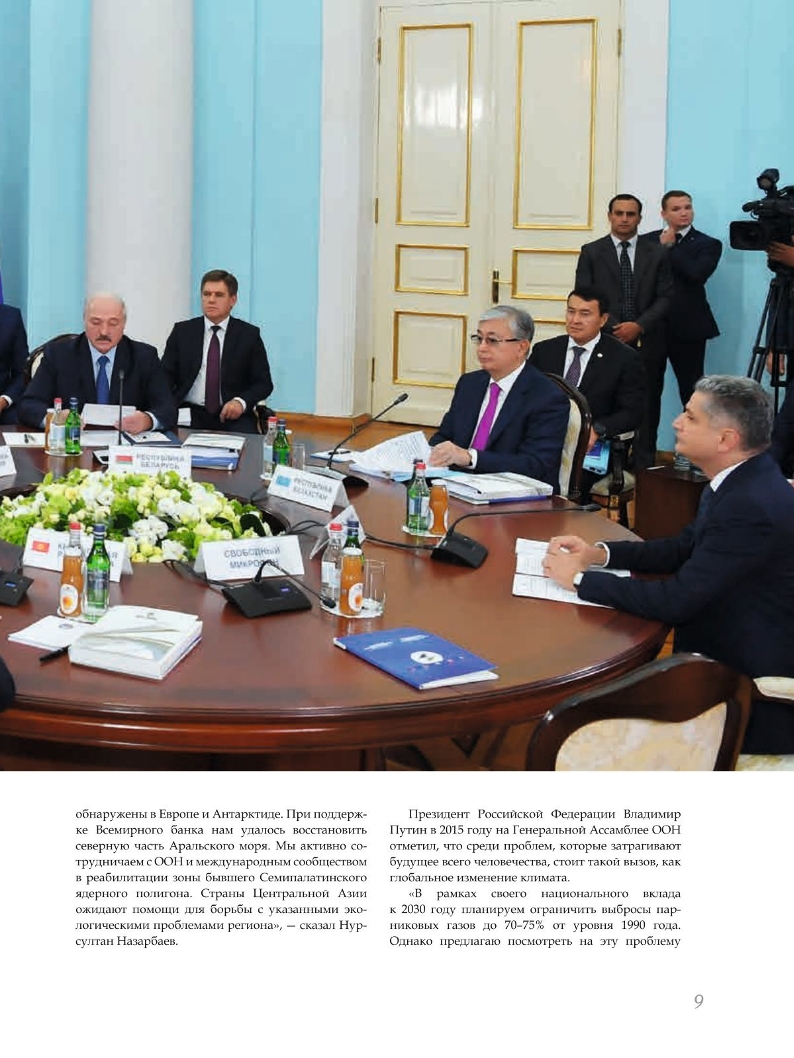 РЕСПУБЛИКА
БЕЛАРУСЬ
РЕСПУБЛИКА
КАЗАХСТАН
СВОБОДНЫЙ
МИКРОФОН
обнаружены в Европе и Антарктиде. При поддерж-
ке Всемирного банка нам удалось восстановить
северную часть Аральского моря. Мы активно со-
трудничаем с ООН и международным сообществом
в реабилитации зоны бывшего Семипалатинского
ядерного полигона. Страны Центральной Азии
ожидают помощи для борьбы с указанными эко-
логическими проблемами региона», — сказал Нур-
султан Назарбаев.
Президент Российской Федерации Владимир
Путин в 2015 году на Генеральной Ассамблее ООН
отметил, что среди проблем, которые затрагивают
будущее всего человечества, стоит такой вызов, как
глобальное изменение климата.
«В рамках своего национального вклада
к 2030 году планируем ограничить выбросы пар-
никовых газов до 70–75% от уровня 1990 года.
Однако предлагаю посмотреть на эту проблему
9